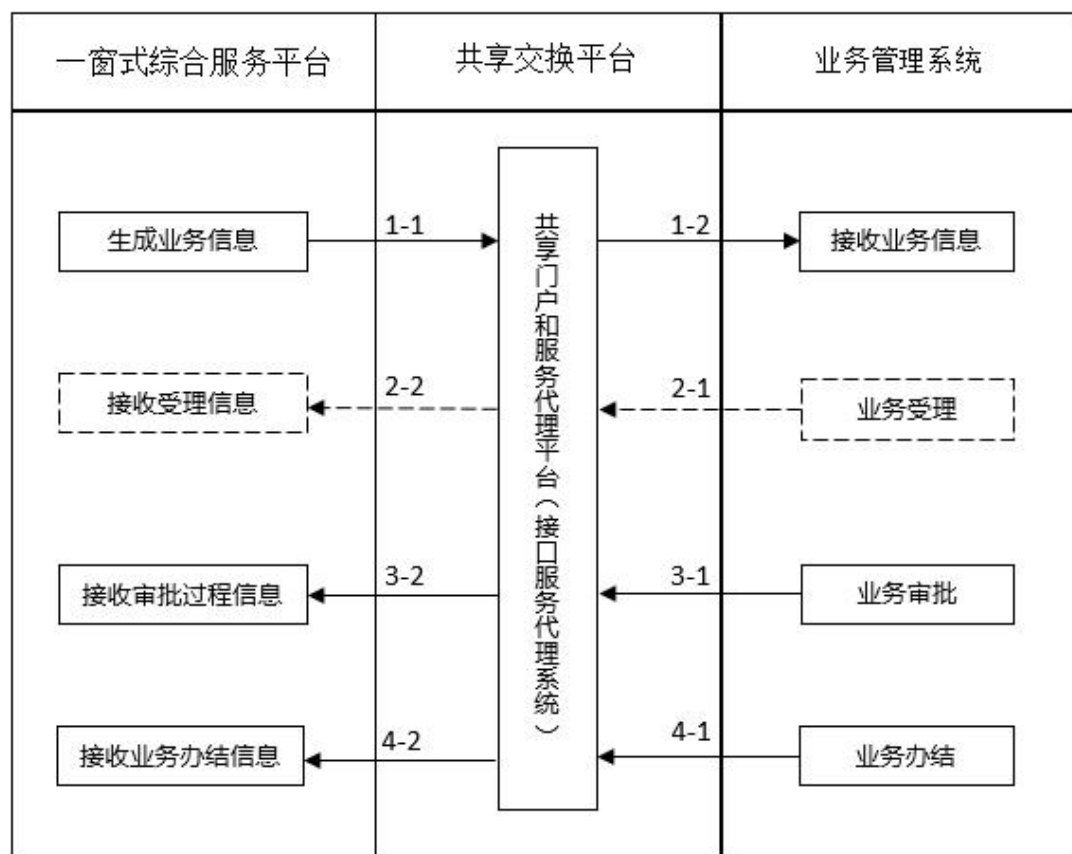 一窗式综合服务平台
共享交换平台
业务管理系统
生成业务信息
1-1
共享门户和服务代理平台（接口服务代理系统）
1-2
接收业务信息
接收受理信息
2-2
2-1
业务受理
接收审批过程信息
3-2
3-1
业务审批
接收业务办结信息
4-2
4-1
业务办结